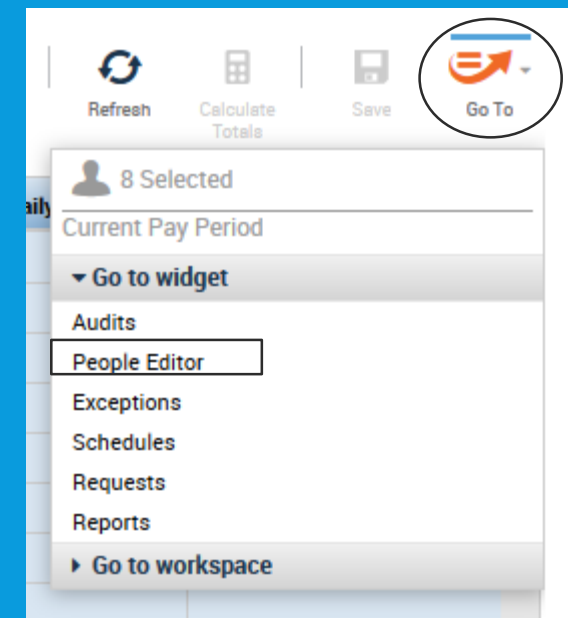 Refresh
Calculate
Totals
Save
Go To
8 Selected
aily
Current Pay Period
Go to widget
Audits
People Editor
Exceptions
Schedules
Requests
Reports
Go to workspace